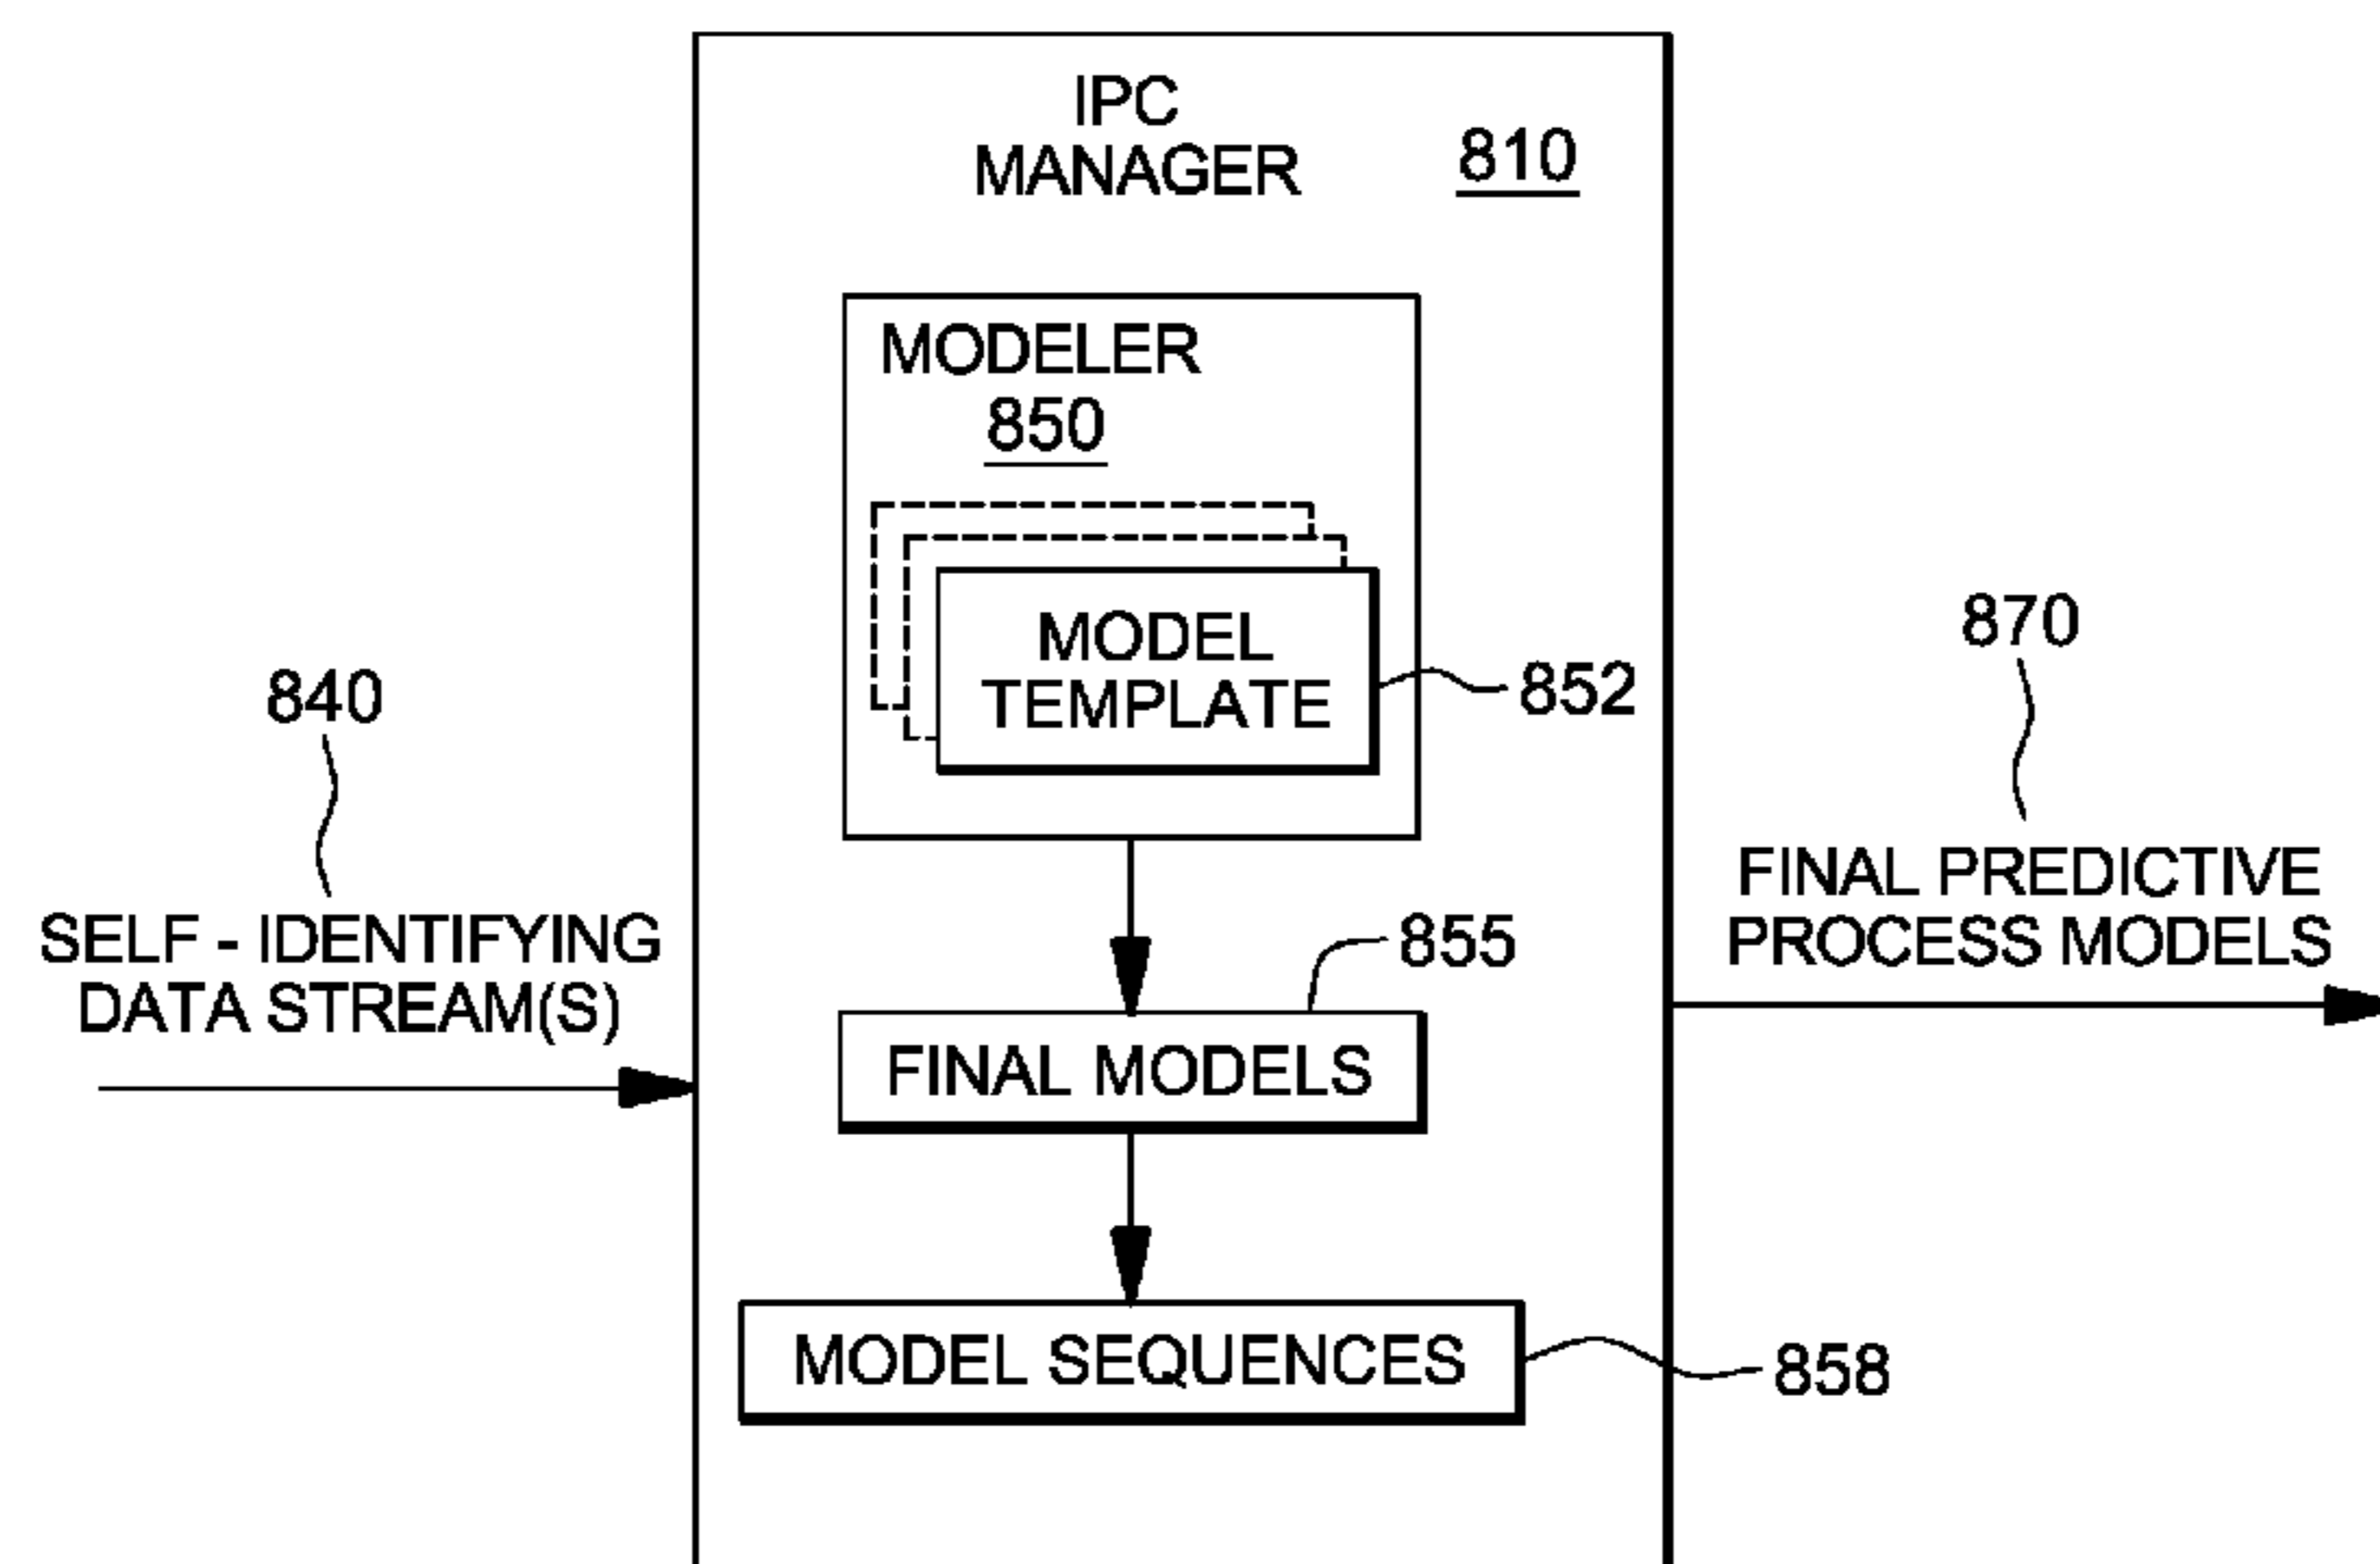 IPC
MANAGER
810
MODELER
850
MODEL
TEMPLATE
852
840
SELF - IDENTIFYING
DATA STREAM(S)
870
FINAL PREDICTIVE
PROCESS MODELS
855
FINAL MODELS
MODEL SEQUENCES
858